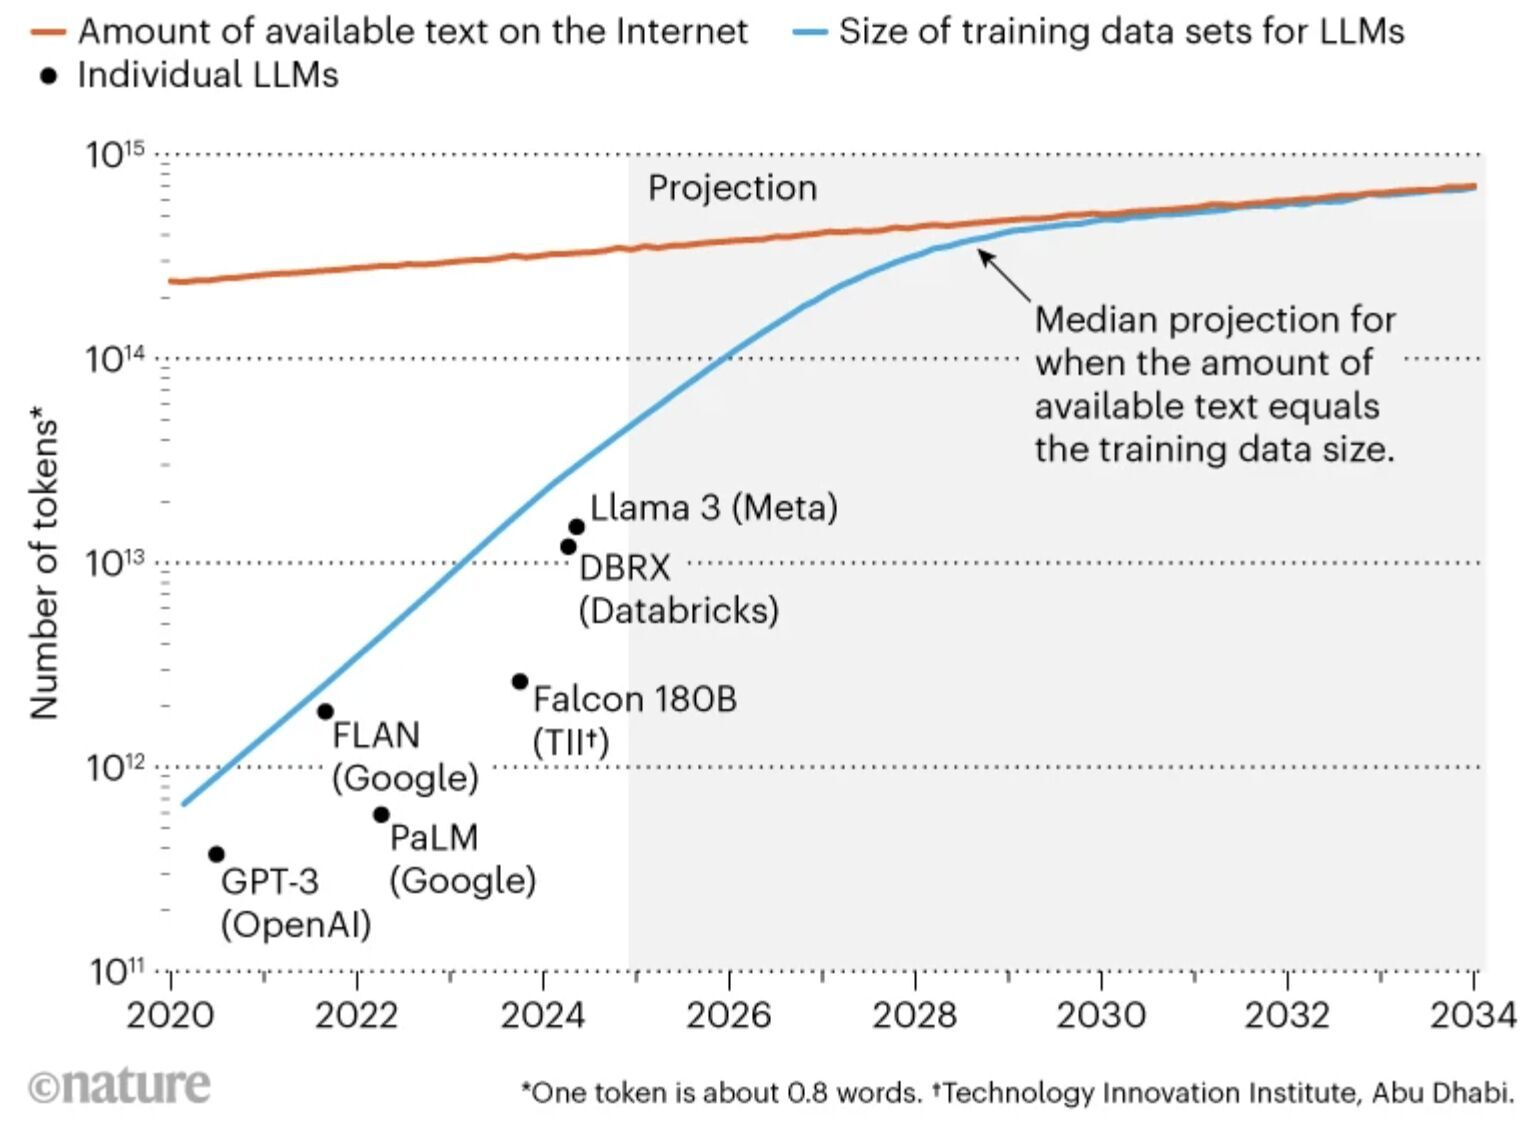 Amount of available text on the Internet
Size of training data sets for LLMs
Individual LLMs
10¹⁵
Projection
10¹⁴
Median projection for
when the amount of
available text equals
the training data size.
Number of tokens*
Llama 3 (Meta)
10¹³
DBRX
(Databricks)
Falcon 180B
(TII†)
FLAN
(Google)
10¹²
PaLM
(Google)
GPT-3
(OpenAI)
10¹¹
2020 2022 2024 2026 2028 2030 2032 2034
©nature
*One token is about 0.8 words. †Technology Innovation Institute, Abu Dhabi.